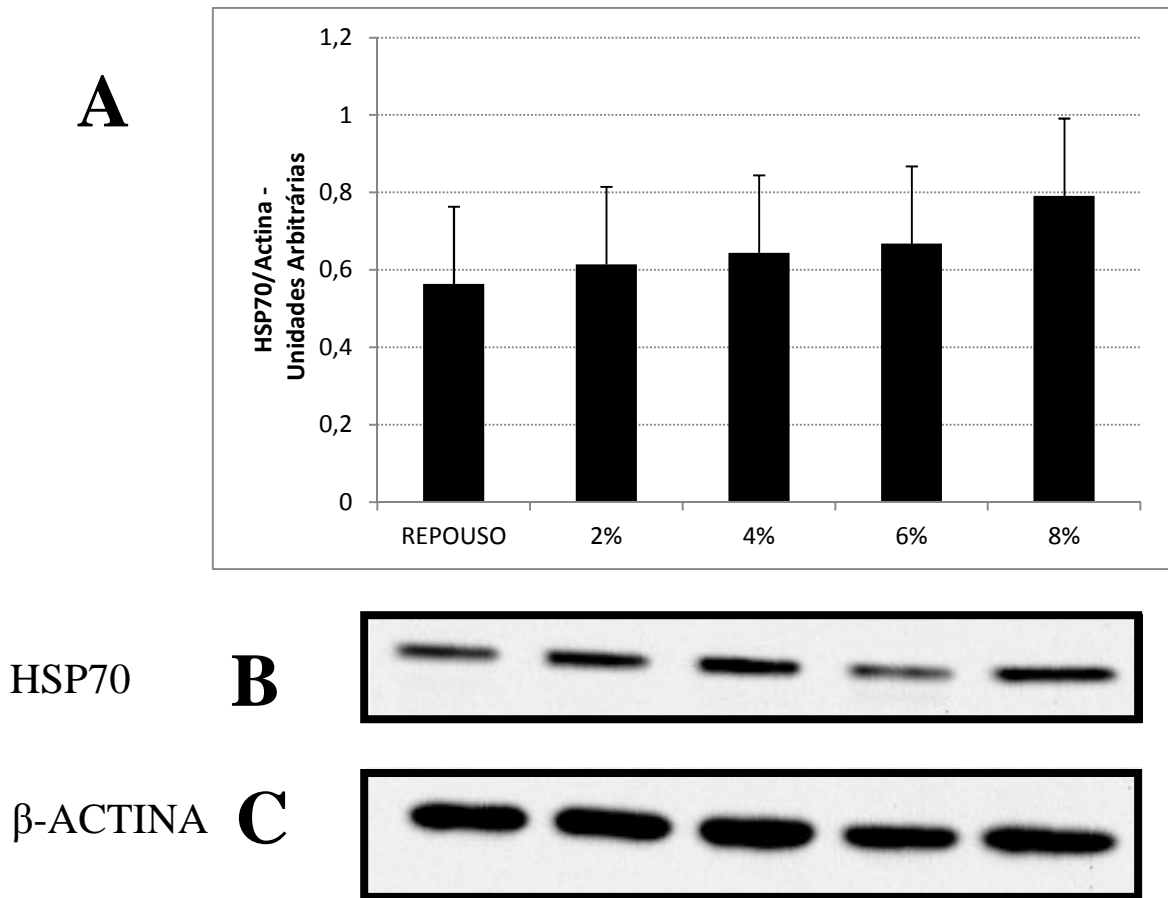 A
HSP70/Actina -
Unidades Arbitrárias
1,2
1
0,8
0,6
0,4
0,2
0
REPOUSO 2% 4% 6% 8%
HSP70 B
β-ACTINA C